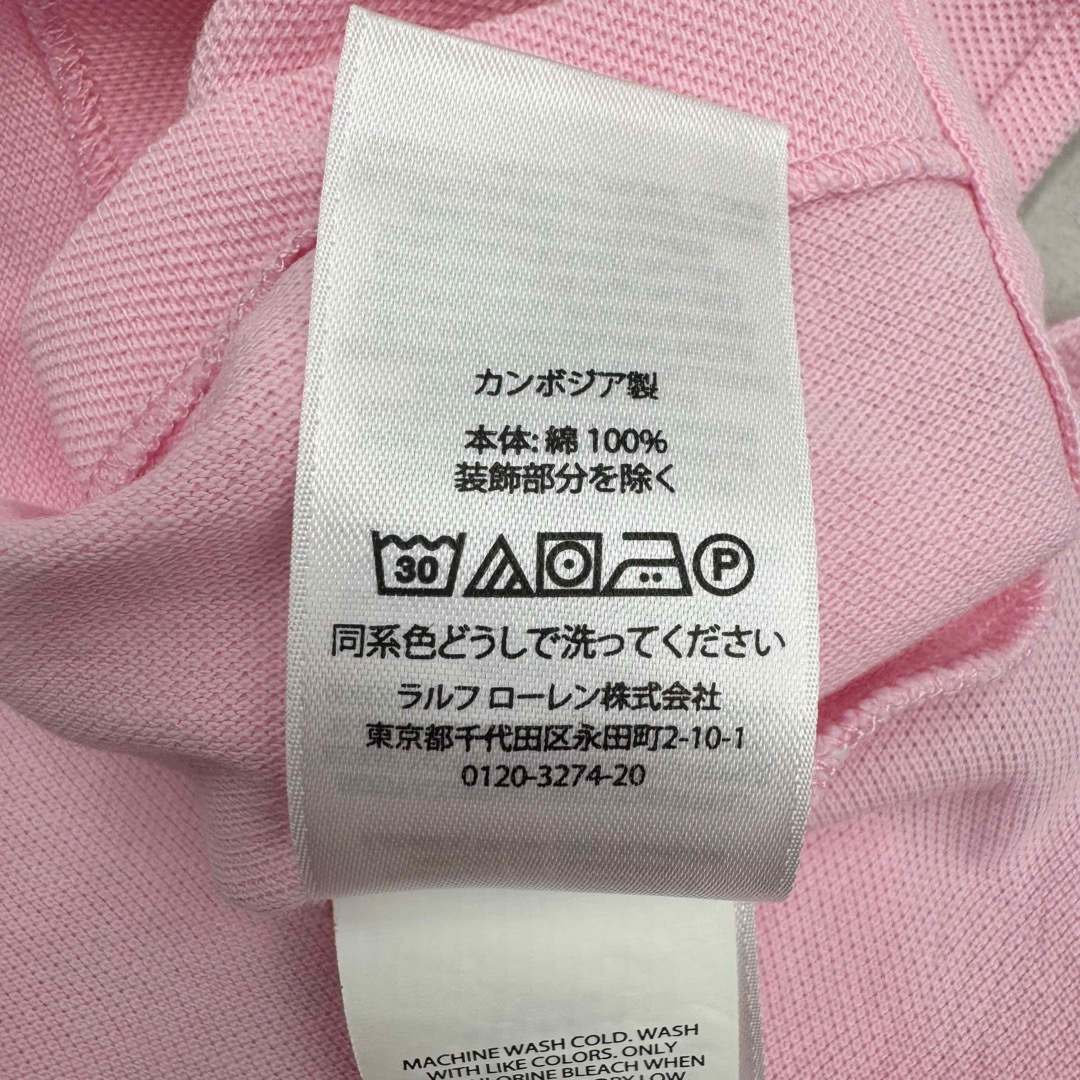 カンボジア製
本体: 綿 100%
装飾部分を除く
30 P
同系色どうしで洗ってください
ラルフ ローレン株式会社
東京都千代田区永田町2-10-1
0120-3274-20
MACHINE WASH COLD. WASH
WITH LIKE COLORS. ONLY
BLEACH WHEN
LOW